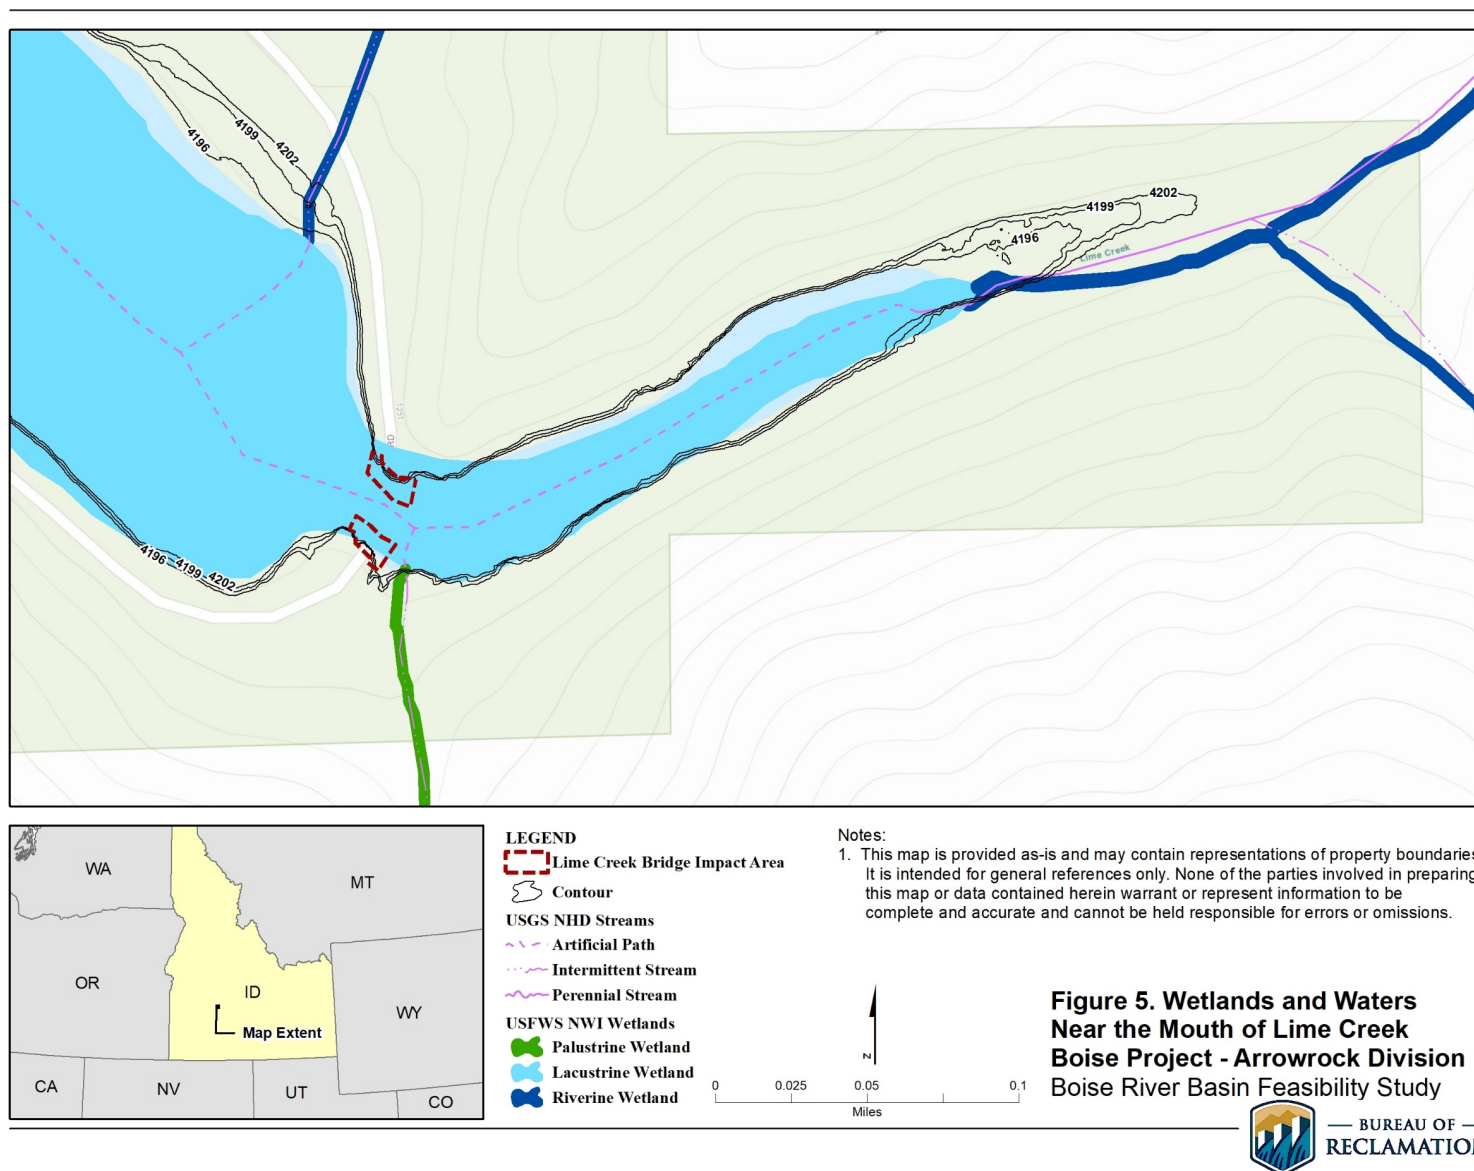 4199
4202
4196
4202
4199
4196
Lime Creek
1251
RD
4196
4199
4202
WA
MT
OR
ID
WY
Map Extent
CA
NV
UT
CO
LEGEND
Lime Creek Bridge Impact Area
Contour
USGS NHD Streams
Artificial Path
Intermittent Stream
Perennial Stream
USFWS NWI Wetlands
Palustrine Wetland
Lacustrine Wetland
Riverine Wetland
Notes:
1. This map is provided as-is and may contain representations of property boundaries
It is intended for general references only. None of the parties involved in preparing
this map or data contained herein warrant or represent information to be
complete and accurate and cannot be held responsible for errors or omissions.
N
0 0.025 0.05 0.1
Miles
Figure 5. Wetlands and Waters
Near the Mouth of Lime Creek
Boise Project - Arrowrock Division
Boise River Basin Feasibility Study
BUREAU OF
RECLAMATION